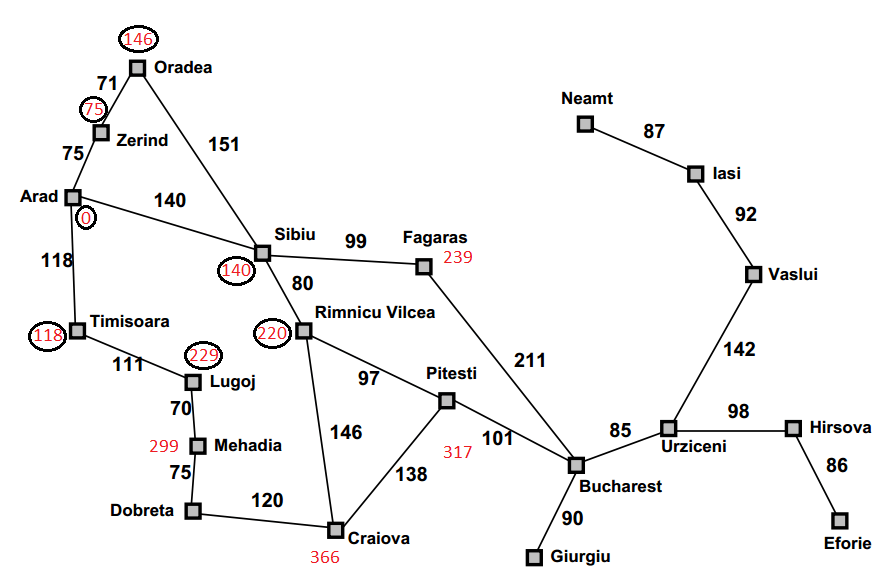 146
Oradea
71
75
Zerind
151
75
Arad
140
0
118
Sibiu
99
Fagaras
239
140
80
Neamt
87
Iasi
92
Vaslui
142
Timisoara
118
111
Rimnicu Vilcea
220
211
229
Lugoj
97
Pitesti
70
299
Mehadia
146
317
101
75
138
85
98
Hirsova
Urziceni
86
Dobreta
120
Bucharest
90
Craiova
366
Giurgiu
Eforie